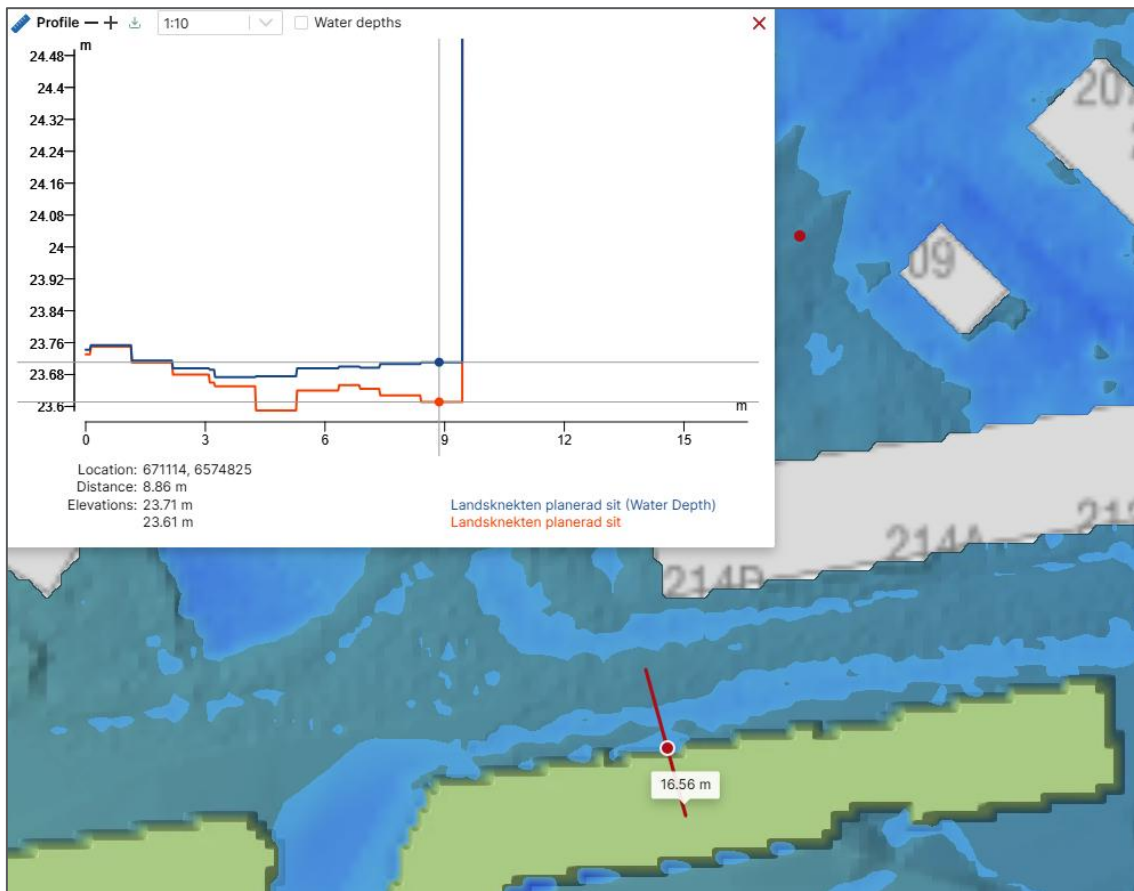 Profile
1:10
Water depths
m
24.48
24.4
24.32
24.24
24.16
24.08
24
23.92
23.84
23.76
23.68
23.6
m
0 3 6 9 12 15
Location: 671114, 6574825
Distance: 8.86 m
Elevations: 23.71 m Landsknekten planerad sit (Water Depth)
23.61 m Landsknekten planerad sit
207
09
214A
214D
16.56 m